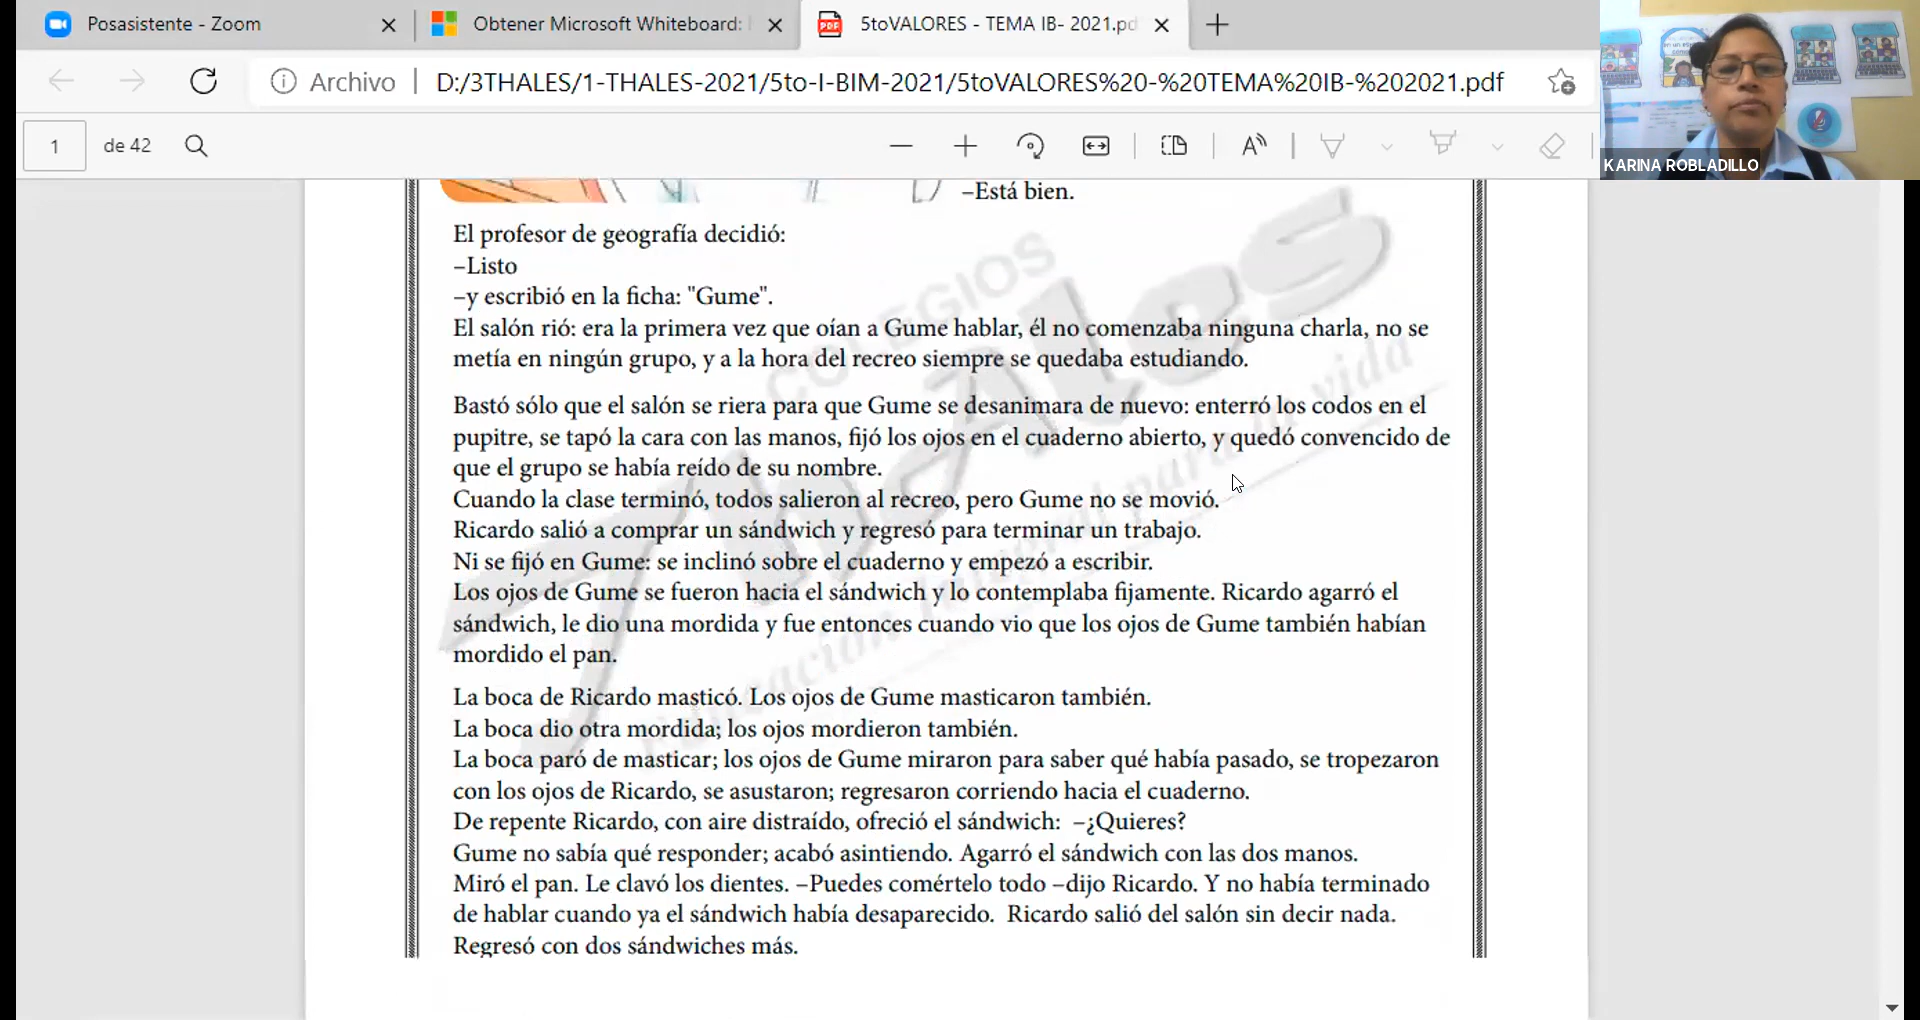 Posasistente - Zoom
Obtener Microsoft Whiteboard:
5toVALORES - TEMA IB- 2021.pd
Archivo
D:/3THALES/1-THALES-2021/5to-I-BIM-2021/5toVALORES%20-%20TEMA%20IB-%202021.pdf
KARINA ROBLADILLO
1 de 42
–Está bien.
El profesor de geografía decidió:
–Listo
–y escribió en la ficha: "Gume".
El salón rió: era la primera vez que oían a Gume hablar, él no comenzaba ninguna charla, no se
metía en ningún grupo, y a la hora del recreo siempre se quedaba estudiando.
Bastó sólo que el salón se riera para que Gume se desanimara de nuevo: enterró los codos en el
pupitre, se tapó la cara con las manos, fijó los ojos en el cuaderno abierto, y quedó convencido de
que el grupo se había reído de su nombre.
Cuando la clase terminó, todos salieron al recreo, pero Gume no se movió.
Ricardo salió a comprar un sándwich y regresó para terminar un trabajo.
Ni se fijó en Gume: se inclinó sobre el cuaderno y empezó a escribir.
Los ojos de Gume se fueron hacia el sándwich y lo contemplaba fijamente. Ricardo agarró el
sándwich, le dio una mordida y fue entonces cuando vio que los ojos de Gume también habían
mordido el pan.
La boca de Ricardo masticó. Los ojos de Gume masticaron también.
La boca dio otra mordida; los ojos mordieron también.
La boca paró de masticar; los ojos de Gume miraron para saber qué había pasado, se tropezaron
con los ojos de Ricardo, se asustaron; regresaron corriendo hacia el cuaderno.
De repente Ricardo, con aire distraído, ofreció el sándwich: –¿Quieres?
Gume no sabía qué responder; acabó asintiendo. Agarró el sándwich con las dos manos.
Miró el pan. Le clavó los dientes. –Puedes comértelo todo –dijo Ricardo. Y no había terminado
de hablar cuando ya el sándwich había desaparecido. Ricardo salió del salón sin decir nada.
Regresó con dos sándwiches más.
COLEGIOS
Thales
Educación Integral para la vida